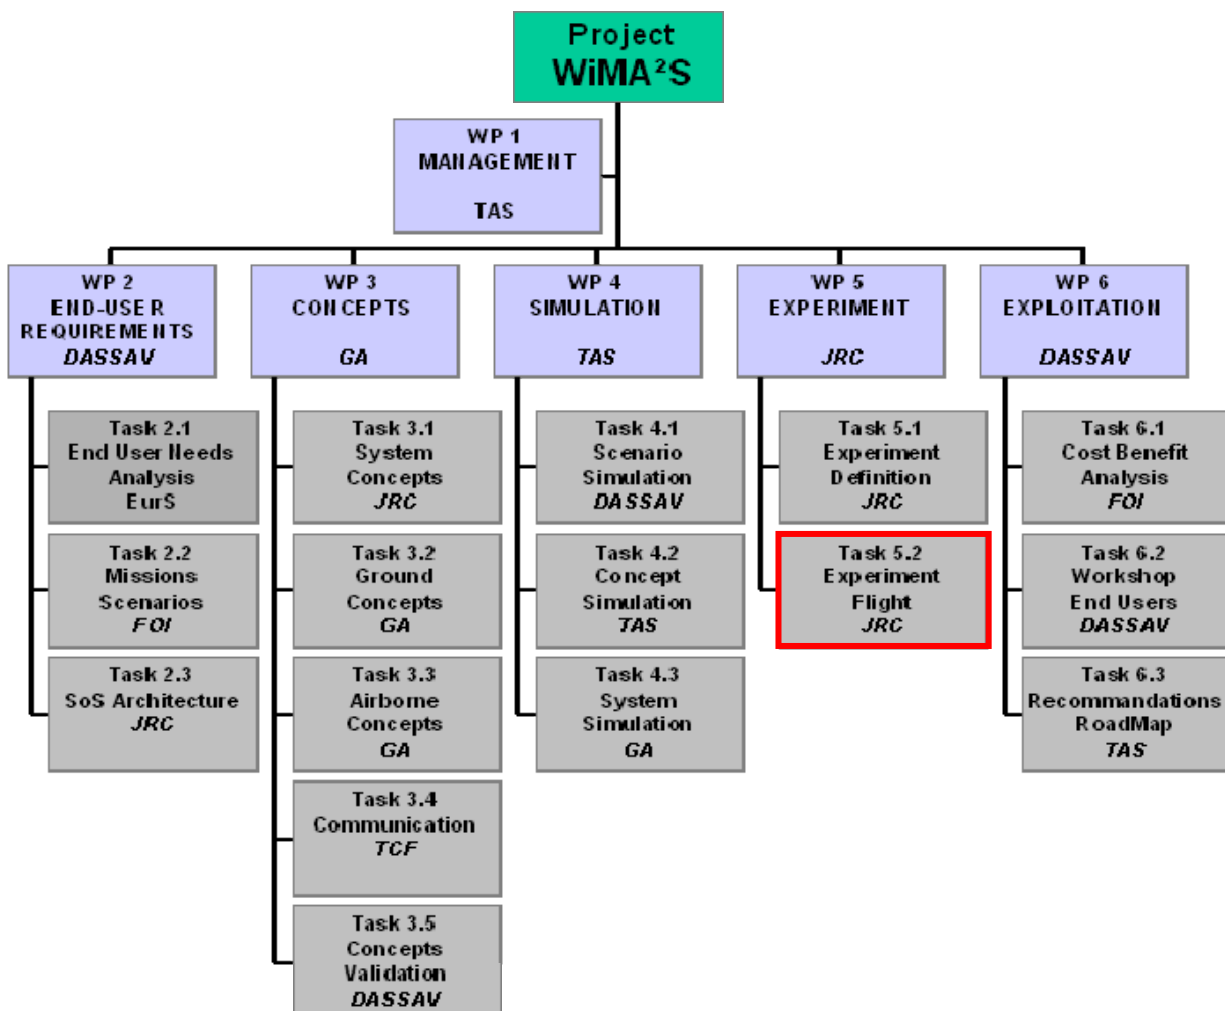 Project
WiMA²S
WP 1
MANAGEMENT
TAS
WP 2
END-USER
REQUIREMENTS
DASSAV
WP 3
CONCEPTS
GA
WP 4
SIMULATION
TAS
WP 5
EXPERIMENT
JRC
WP 6
EXPLOITATION
DASSAV
Task 2.1
End User Needs
Analysis
EurS
Task 2.2
Missions
Scenarios
FOI
Task 2.3
SoS Architecture
JRC
Task 3.1
System
Concepts
JRC
Task 3.2
Ground
Concepts
GA
Task 3.3
Airborne
Concepts
GA
Task 3.4
Communication
TCF
Task 3.5
Concepts
Validation
DASSAV
Task 4.1
Scenario
Simulation
DASSAV
Task 4.2
Concept
Simulation
TAS
Task 4.3
System
Simulation
GA
Task 5.1
Experiment
Definition
JRC
Task 5.2
Experiment
Flight
JRC
Task 6.1
Cost Benefit
Analysis
FOI
Task 6.2
Workshop
End Users
DASSAV
Task 6.3
Recommandations
RoadMap
TAS